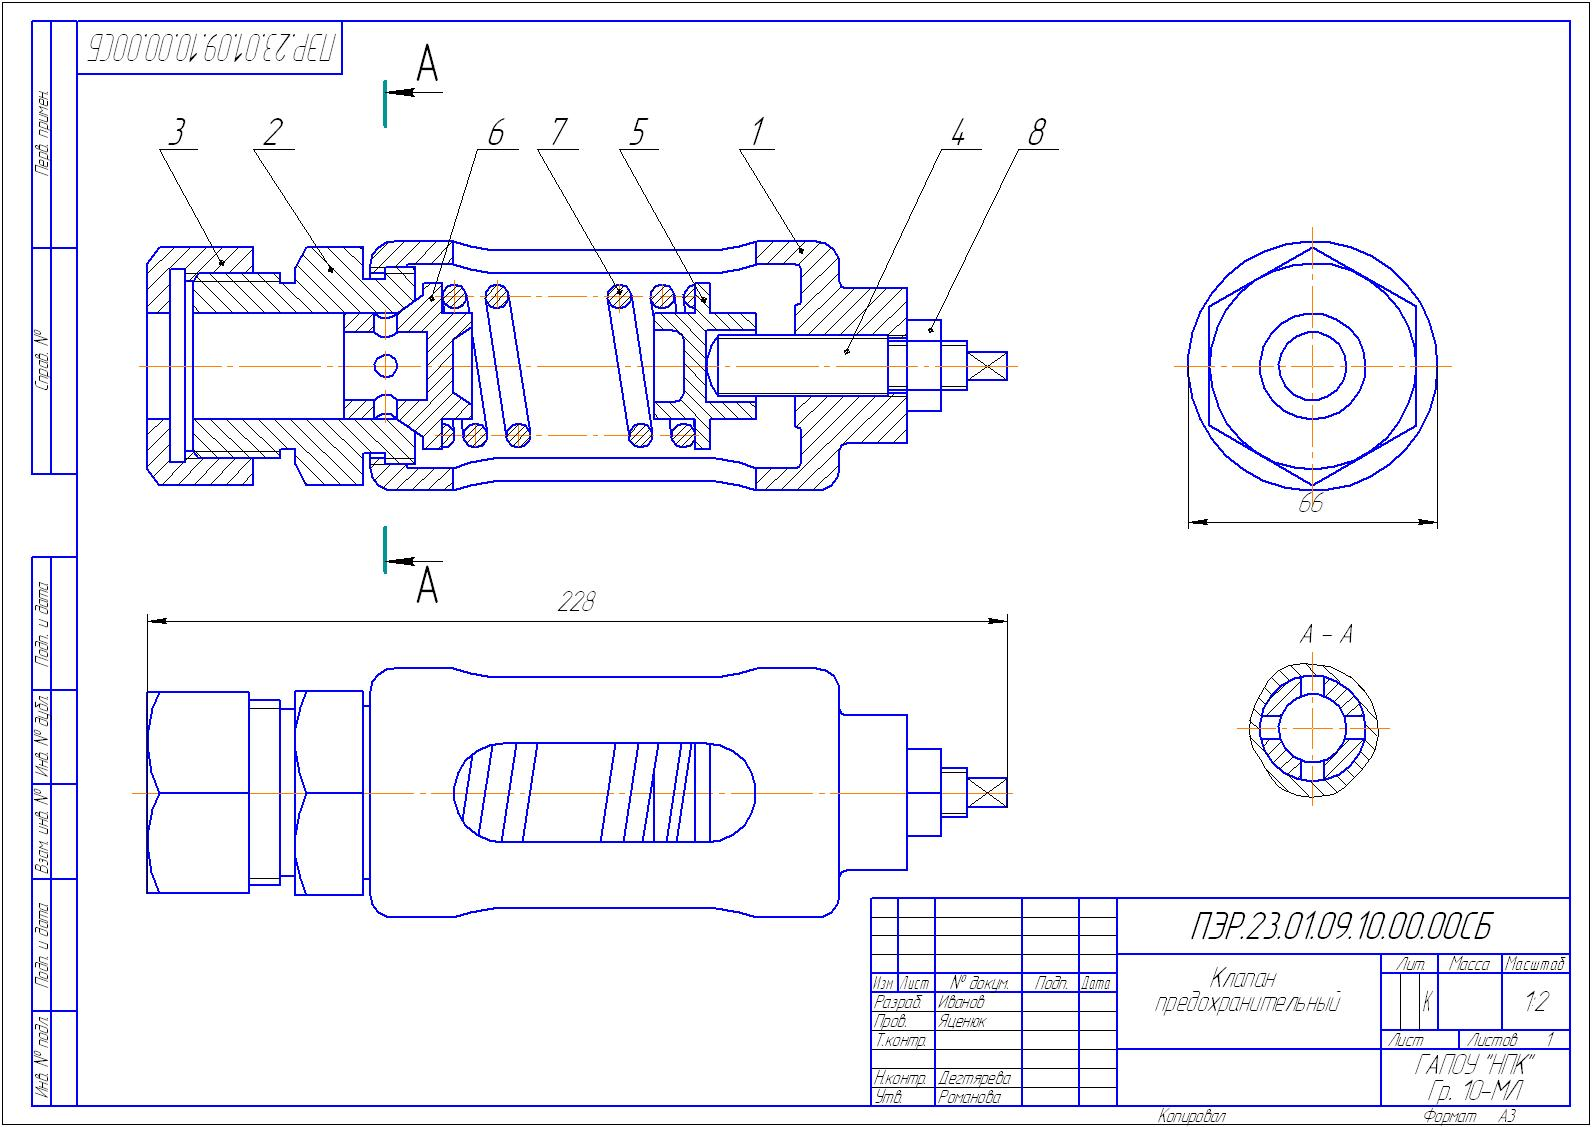 ПЭР.23.01.09.10.00.00СБ
А
3 2 6 7 5 1 4 8
66
А
228
А - А
Перв. примен.
Справ. №
Подп. и дата
Инв. № дубл.
Взам. инв. №
Подп. и дата
Инв. № подл.
ПЭР.23.01.09.10.00.00СБ
Изм Лист № докум. Подп. Дата
Разраб. Иванов
Пров. Яценюк
Т.контр.
Н.контр. Дегтярева
Утв. Романова
Клапан
предохранительный
Лит. Масса Масштаб
К 1:2
Лист Листов 1
ГАПОУ "НПК"
Гр. 10-МЛ
Копировал Формат А3